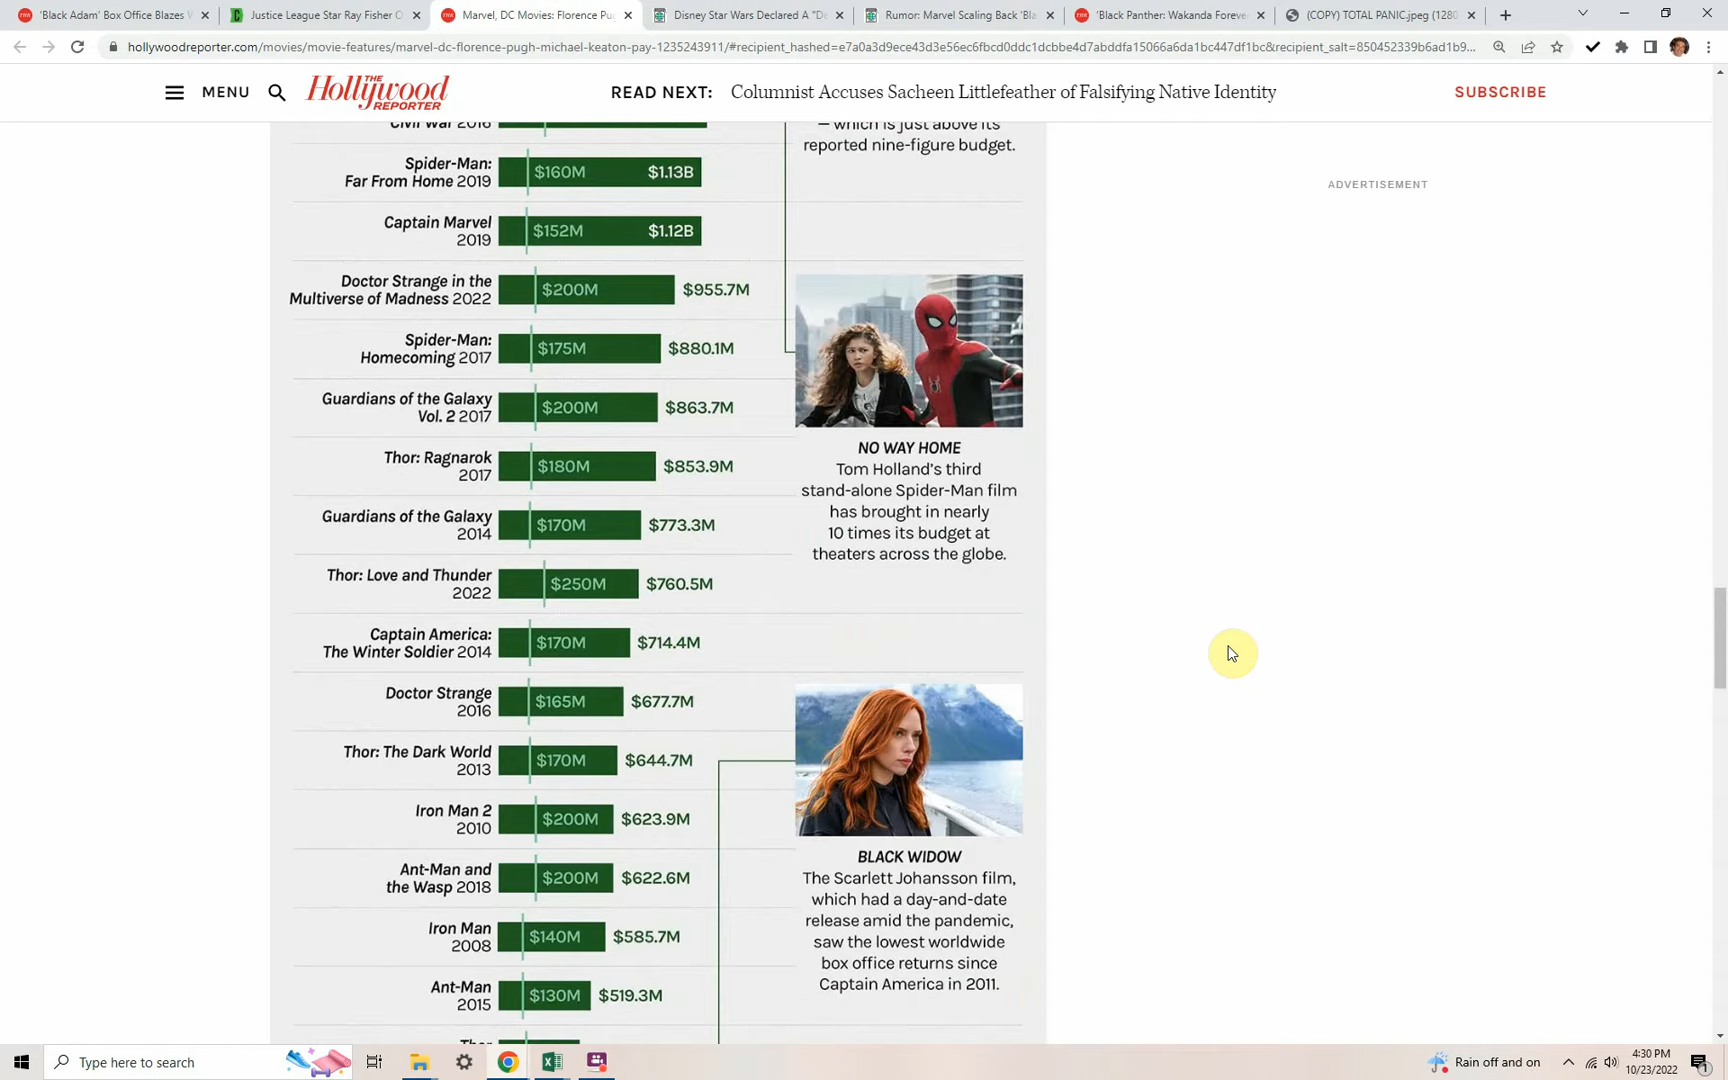 'Black Adam' Box Office Blazes W
Justice League Star Ray Fisher O
Marvel, DC Movies: Florence Pug
Disney Star Wars Declared A "De
Rumor: Marvel Scaling Back 'Bla
'Black Panther: Wakanda Foreve
(COPY) TOTAL PANIC.jpeg (1280
hollywoodreporter.com/movies/movie-features/marvel-dc-florence-pugh-michael-keaton-pay-1235243911/#recipient_hashed=e7a0a3d9ece43d3e56ec6fbcd0ddc1dcbbe4d7abddfa15066a6da1bc447df1bc&recipient_salt=850452339b6ad1b9...
MENU
THE
Hollywood
REPORTER
READ NEXT: Columnist Accuses Sacheen Littlefeather of Falsifying Native Identity
SUBSCRIBE
ADVERTISEMENT
Civil War 2016
Spider-Man:
Far From Home 2019
$160M $1.13B
Captain Marvel
2019
$152M $1.12B
Doctor Strange in the
Multiverse of Madness 2022
$200M $955.7M
Spider-Man:
Homecoming 2017
$175M $880.1M
Guardians of the Galaxy
Vol. 2 2017
$200M $863.7M
Thor: Ragnarok
2017
$180M $853.9M
Guardians of the Galaxy
2014
$170M $773.3M
Thor: Love and Thunder
2022
$250M $760.5M
Captain America:
The Winter Soldier 2014
$170M $714.4M
Doctor Strange
2016
$165M $677.7M
Thor: The Dark World
2013
$170M $644.7M
Iron Man 2
2010
$200M $623.9M
Ant-Man and
the Wasp 2018
$200M $622.6M
Iron Man
2008
$140M $585.7M
Ant-Man
2015
$130M $519.3M
Thor
— which is just above its
reported nine-figure budget.
NO WAY HOME
Tom Holland's third
stand-alone Spider-Man film
has brought in nearly
10 times its budget at
theaters across the globe.
BLACK WIDOW
The Scarlett Johansson film,
which had a day-and-date
release amid the pandemic,
saw the lowest worldwide
box office returns since
Captain America in 2011.
Type here to search
Rain off and on
4:30 PM
10/23/2022
1